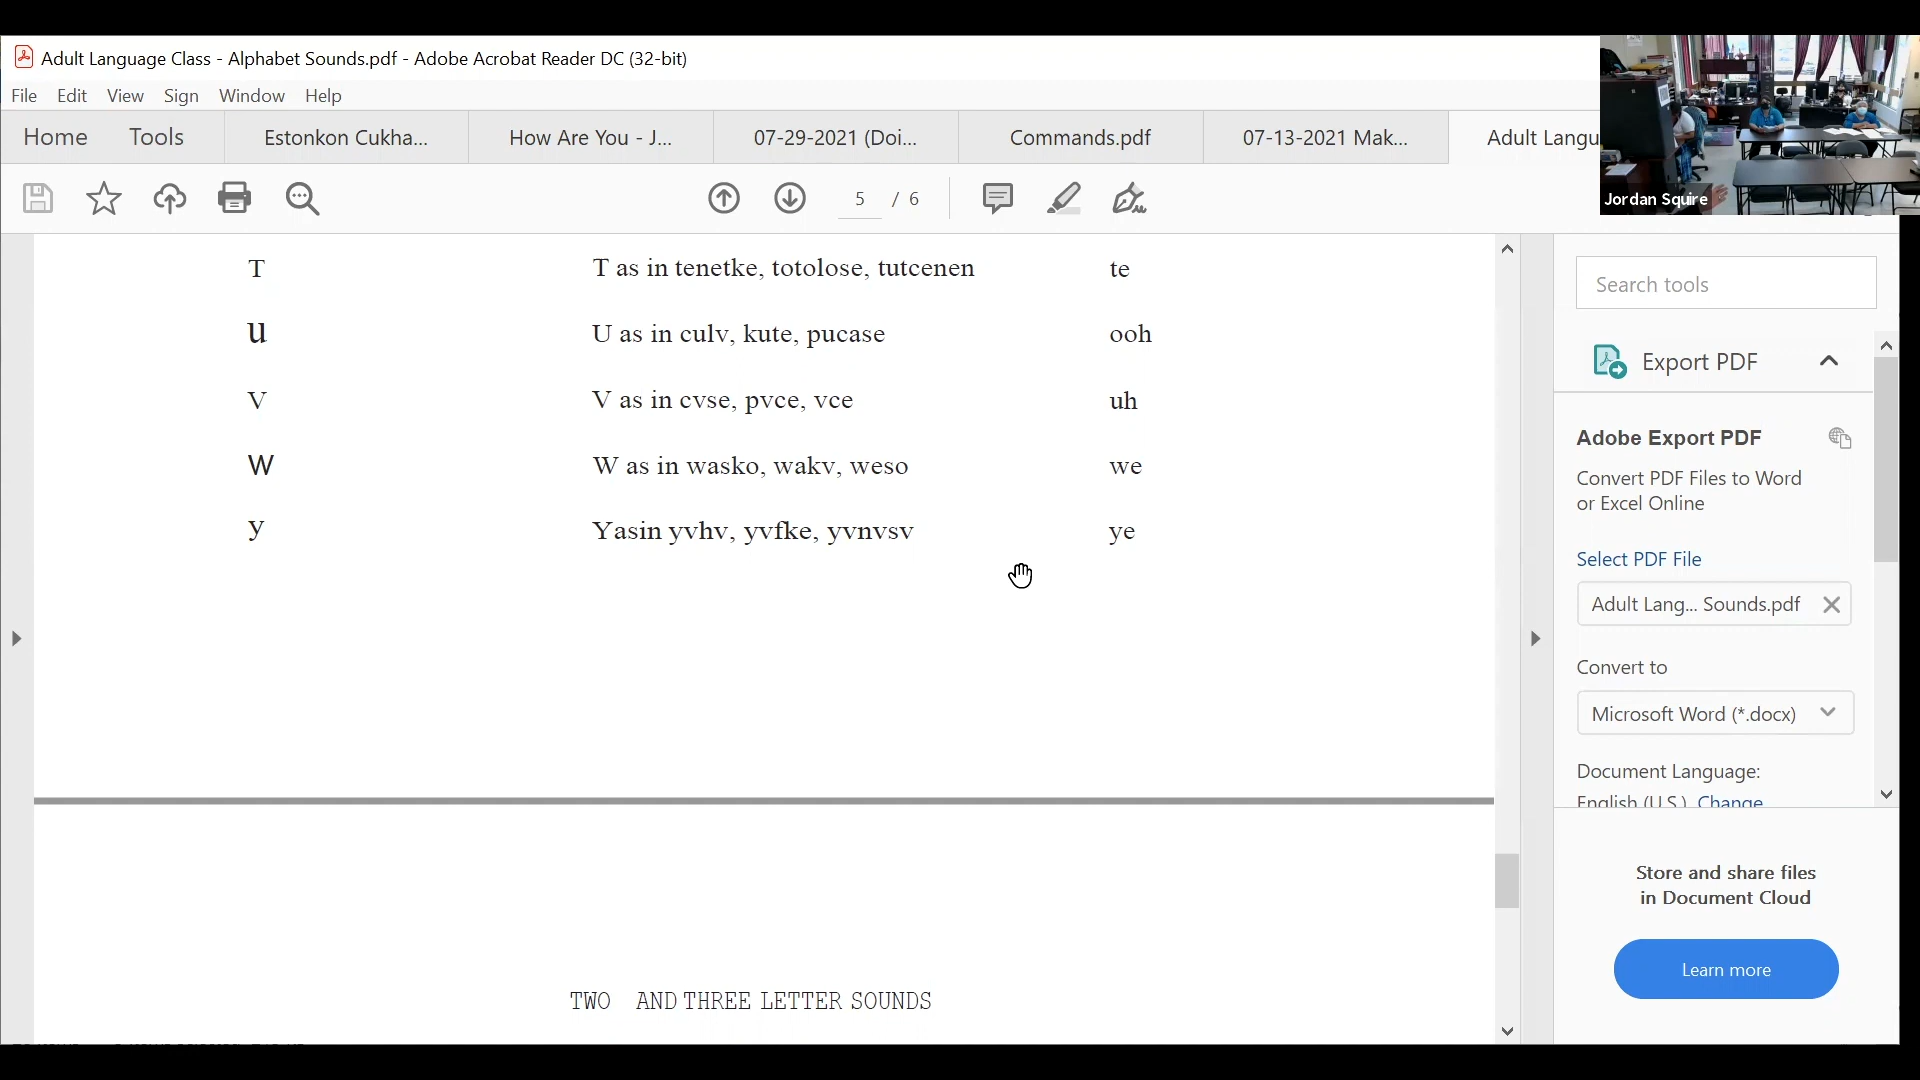 Adult Language Class - Alphabet Sounds.pdf - Adobe Acrobat Reader DC (32-bit)
File Edit View Sign Window Help
Home Tools Estonkon Cukha... How Are You - J... 07-29-2021 (Doi... Commands.pdf 07-13-2021 Mak... Adult Langu
5 / 6
Jordan Squire
T T as in tenetke, totolose, tutcenen te
u U as in culv, kute, pucase ooh
V V as in cvse, pvce, vce uh
W W as in wasko, wakv, weso we
y Yasin yvhv, yvfke, yvnvsv ye
TWO AND THREE LETTER SOUNDS
Search tools
Export PDF
Adobe Export PDF
Convert PDF Files to Word
or Excel Online
Select PDF File
Adult Lang... Sounds.pdf
Convert to
Microsoft Word (*.docx)
Document Language:
English (U.S.) Change
Store and share files
in Document Cloud
Learn more